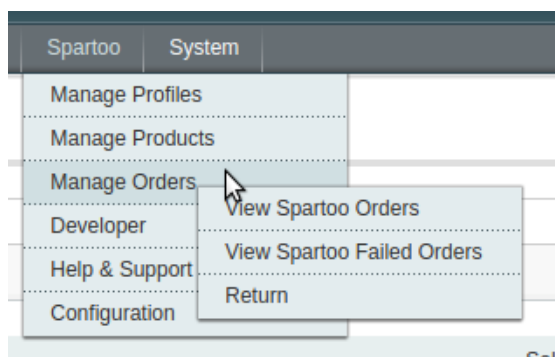 Spartoo System
Manage Profiles
Manage Products
Manage Orders
View Spartoo Orders
View Spartoo Failed Orders
Return
Developer
Help & Support
Configuration